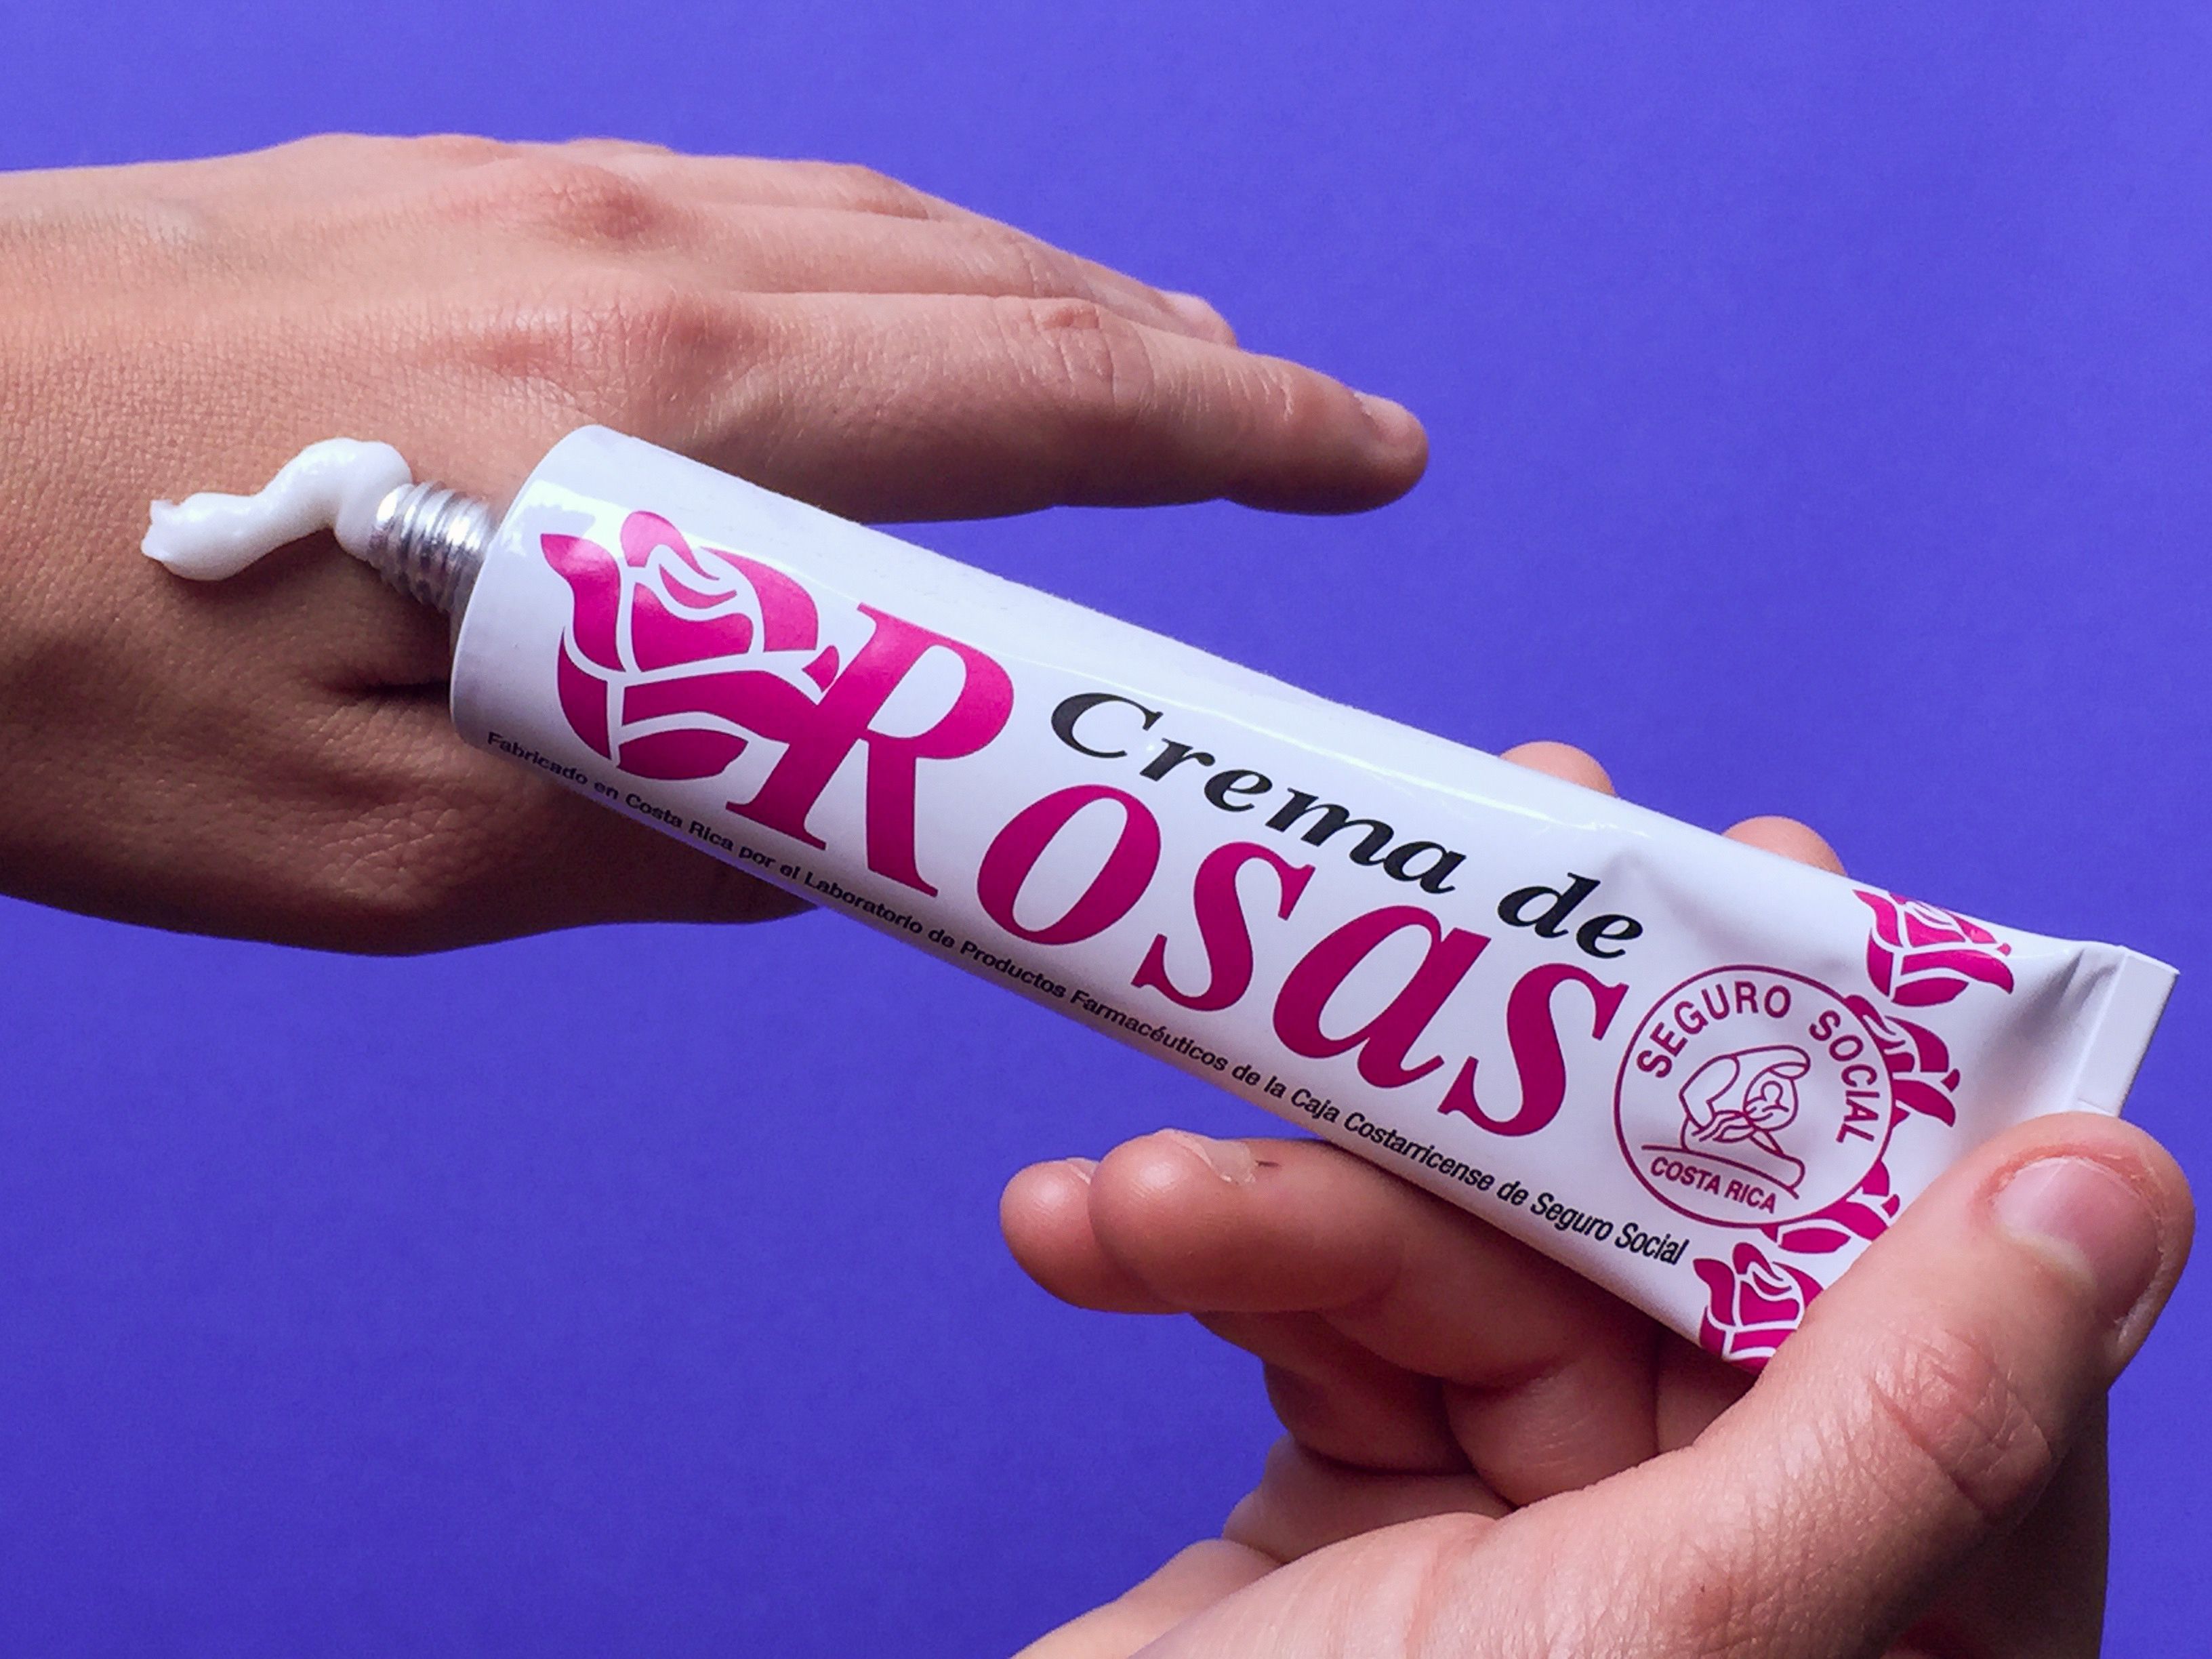 Crema de
Rosas
Fabricado en Costa Rica por el Laboratorio de Productos Farmacéuticos de la Caja Costarricense de Seguro Social
SEGURO SOCIAL
COSTA RICA